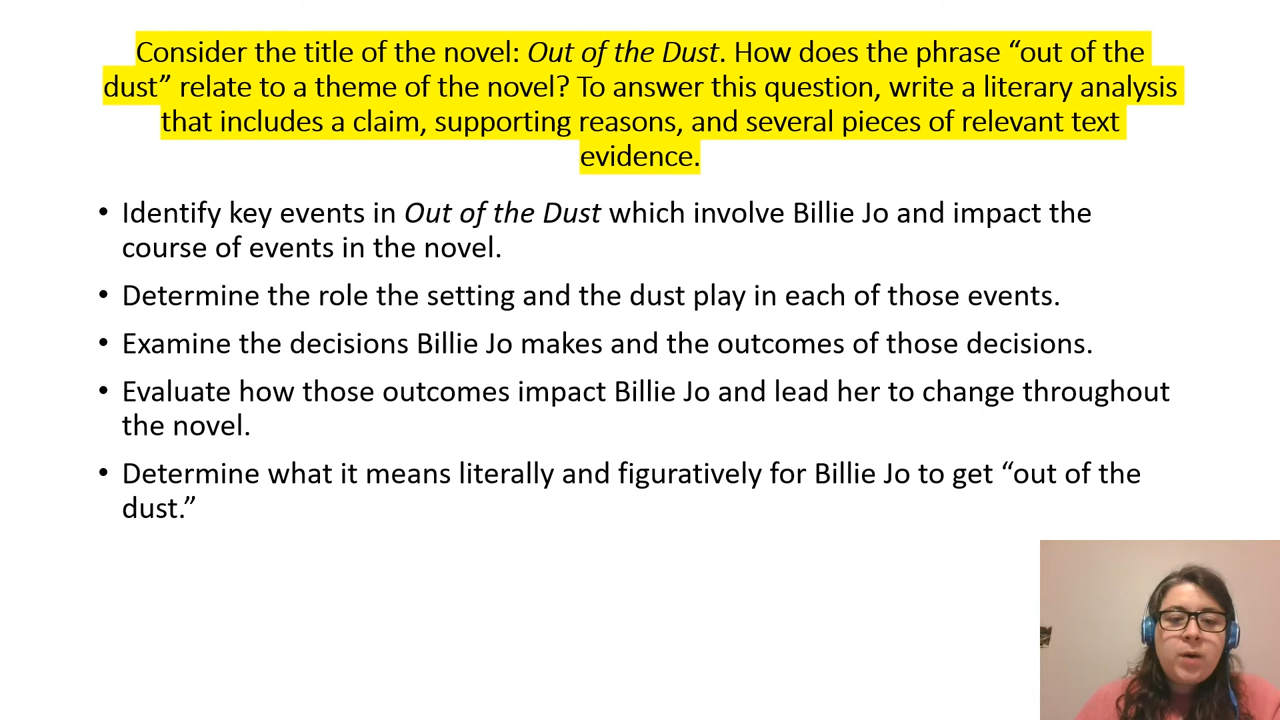 Consider the title of the novel: Out of the Dust. How does the phrase “out of the
dust” relate to a theme of the novel? To answer this question, write a literary analysis
that includes a claim, supporting reasons, and several pieces of relevant text
evidence.
• Identify key events in Out of the Dust which involve Billie Jo and impact the
course of events in the novel.
• Determine the role the setting and the dust play in each of those events.
• Examine the decisions Billie Jo makes and the outcomes of those decisions.
• Evaluate how those outcomes impact Billie Jo and lead her to change throughout
the novel.
• Determine what it means literally and figuratively for Billie Jo to get “out of the
dust.”